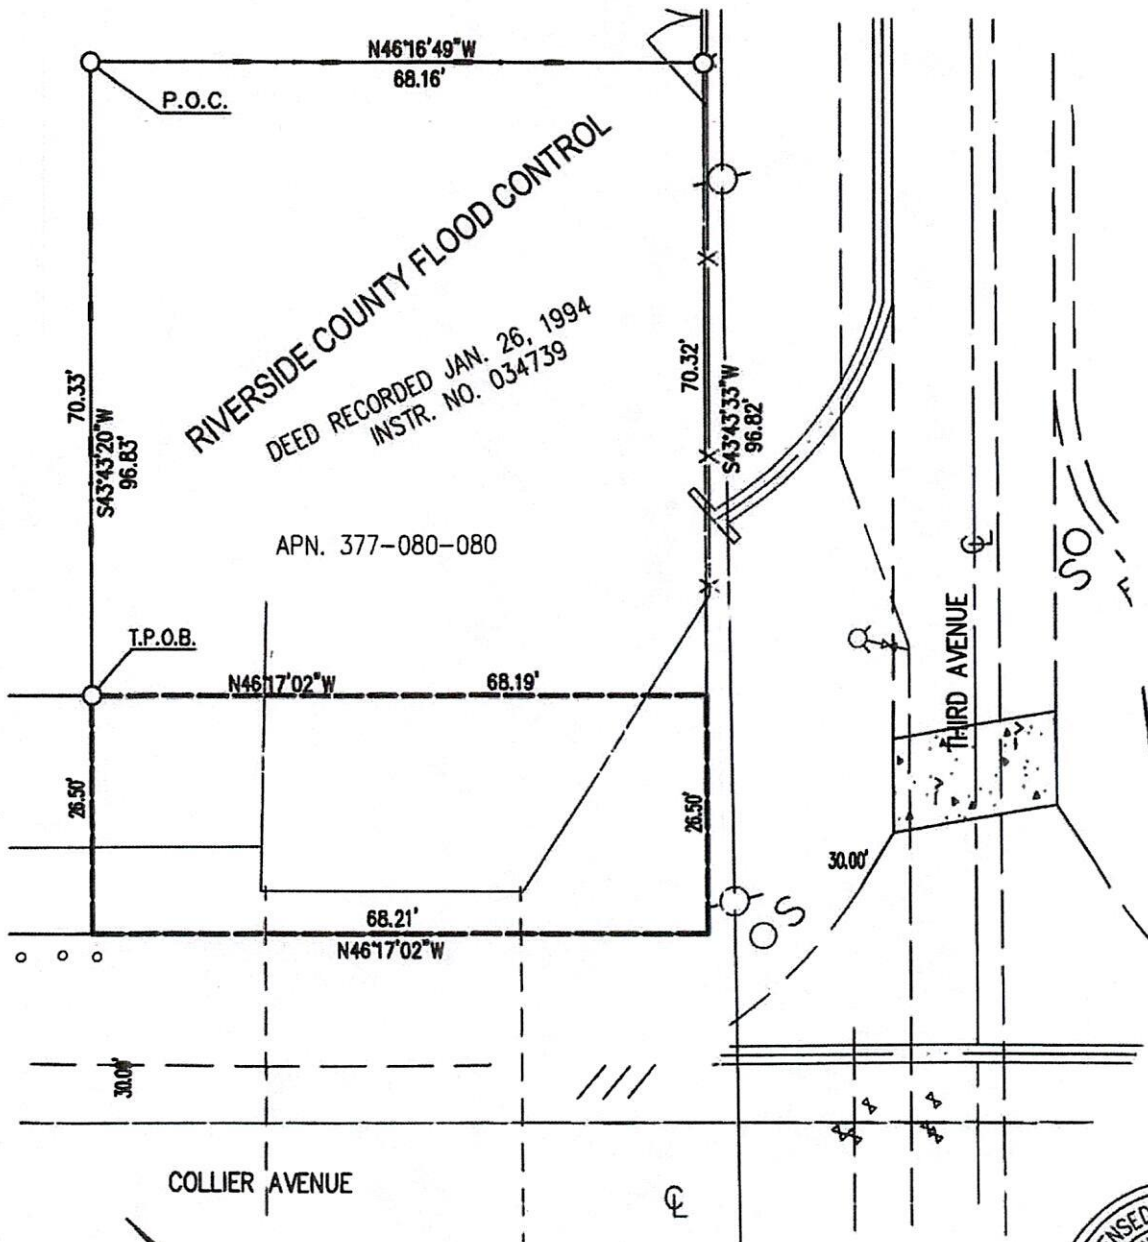 N46°16'49"W
68.16'
P.O.C.
RIVERSIDE COUNTY FLOOD CONTROL
DEED RECORDED JAN. 26, 1994
INSTR. NO. 034739
70.33'
S43°43'20"W
96.83'
70.32'
S43°43'33"W
96.82'
APN. 377-080-080
T.P.O.B.
N46°17'02"W
68.19'
26.50'
26.50'
68.21'
N46°17'02"W
THIRD AVENUE
S
30.00'
S
30.00'
COLLIER AVENUE